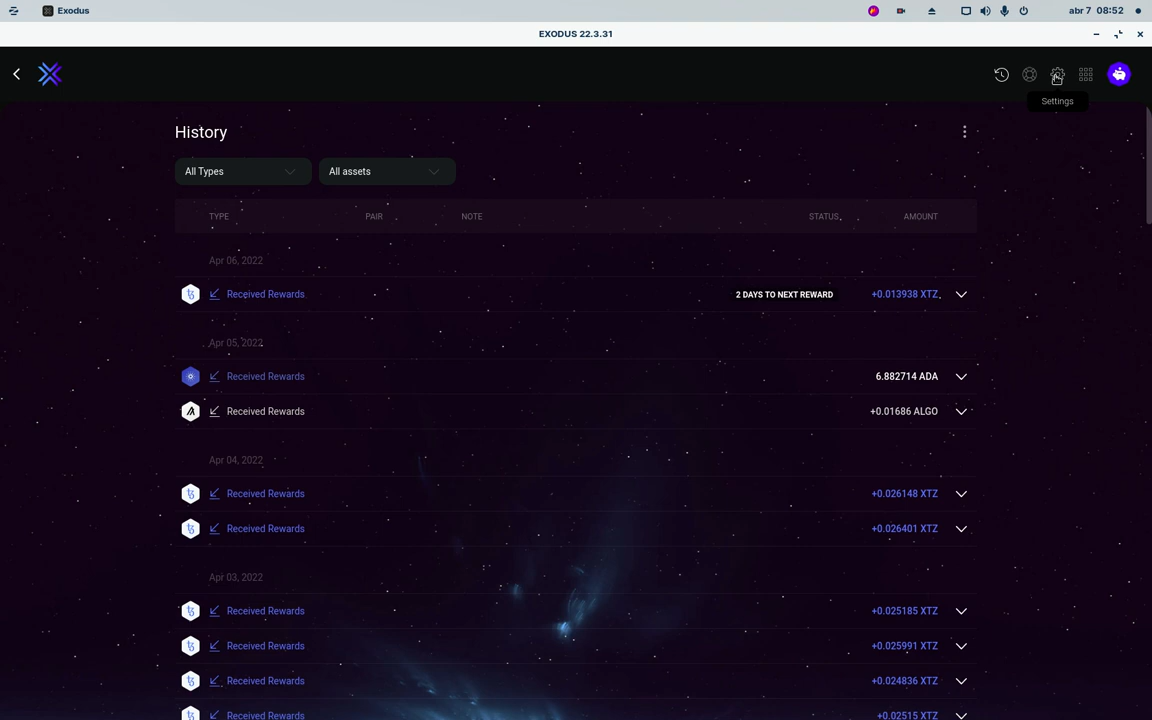 Exodus
abr 7 08:52
EXODUS 22.3.31
Settings
History
All Types
All assets
TYPE PAIR NOTE STATUS AMOUNT
Apr 06, 2022
Received Rewards 2 DAYS TO NEXT REWARD +0.013938 XTZ
Apr 05, 2022
Received Rewards 6.882714 ADA
Received Rewards +0.01686 ALGO
Apr 04, 2022
Received Rewards +0.026148 XTZ
Received Rewards +0.026401 XTZ
Apr 03, 2022
Received Rewards +0.025185 XTZ
Received Rewards +0.025991 XTZ
Received Rewards +0.024836 XTZ
Received Rewards +0.02515 XTZ